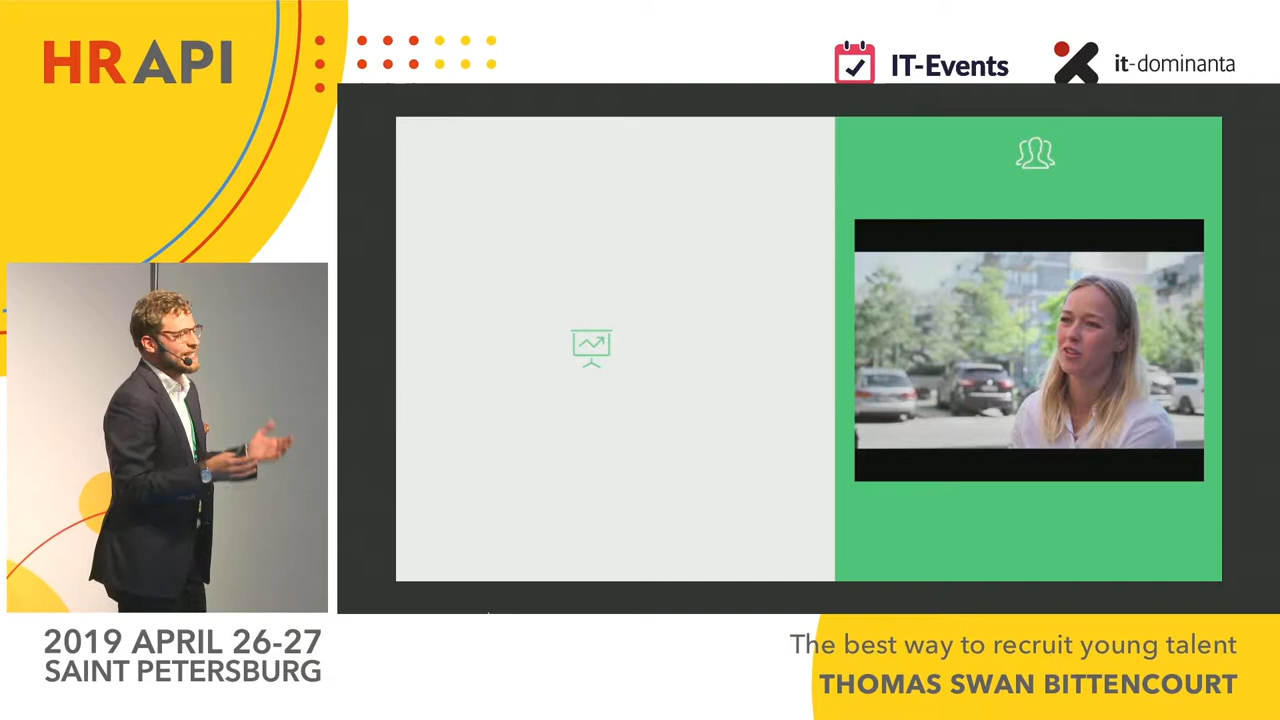 HR API
IT-Events
it-dominanta
2019 APRIL 26-27
SAINT PETERSBURG
The best way to recruit young talent
THOMAS SWAN BITTENCOURT